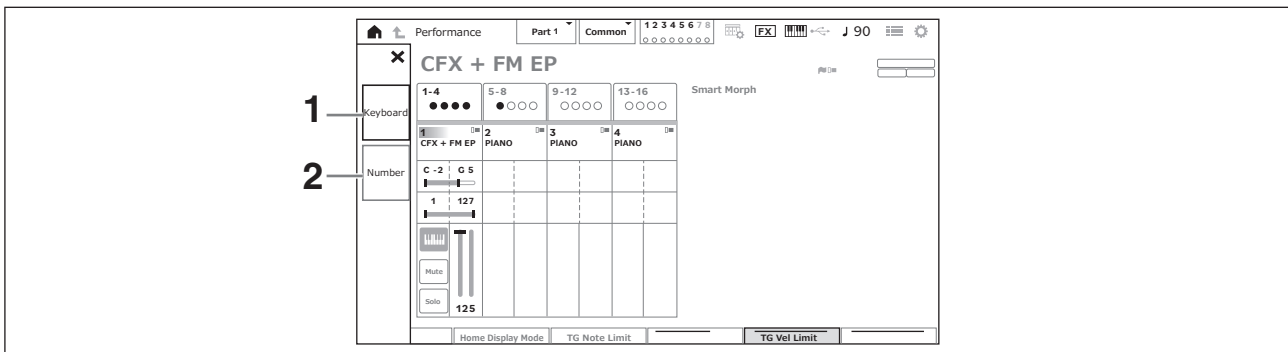 Performance Part 1 Common 1 2 3 4 5 6 7 8 FX ♩ 90
CFX + FM EP
1-4 5-8 9-12 13-16 Smart Morph
1 Keyboard
1 2 3 4
CFX + FM EP PIANO PIANO PIANO
2 Number C -2 G 5
1 127
Mute
Solo 125
Home Display Mode TG Note Limit TG Vel Limit